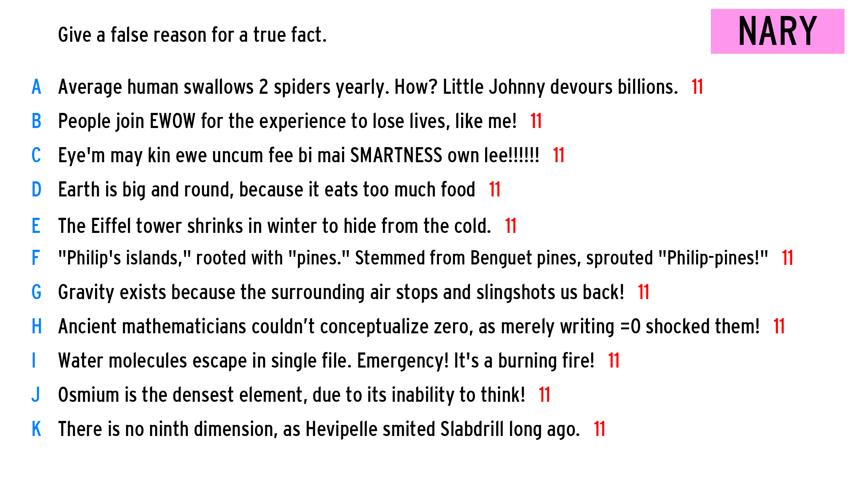 Give a false reason for a true fact.
NARY
A Average human swallows 2 spiders yearly. How? Little Johnny devours billions. 11
B People join EWOW for the experience to lose lives, like me! 11
C Eye'm may kin ewe uncum fee bi mai SMARTNESS own lee!!!!!! 11
D Earth is big and round, because it eats too much food 11
E The Eiffel tower shrinks in winter to hide from the cold. 11
F "Philip's islands," rooted with "pines." Stemmed from Benguet pines, sprouted "Philip-pines!" 11
G Gravity exists because the surrounding air stops and slingshots us back! 11
H Ancient mathematicians couldn't conceptualize zero, as merely writing =0 shocked them! 11
I Water molecules escape in single file. Emergency! It's a burning fire! 11
J Osmium is the densest element, due to its inability to think! 11
K There is no ninth dimension, as Hevipelle smited Slabdrill long ago. 11